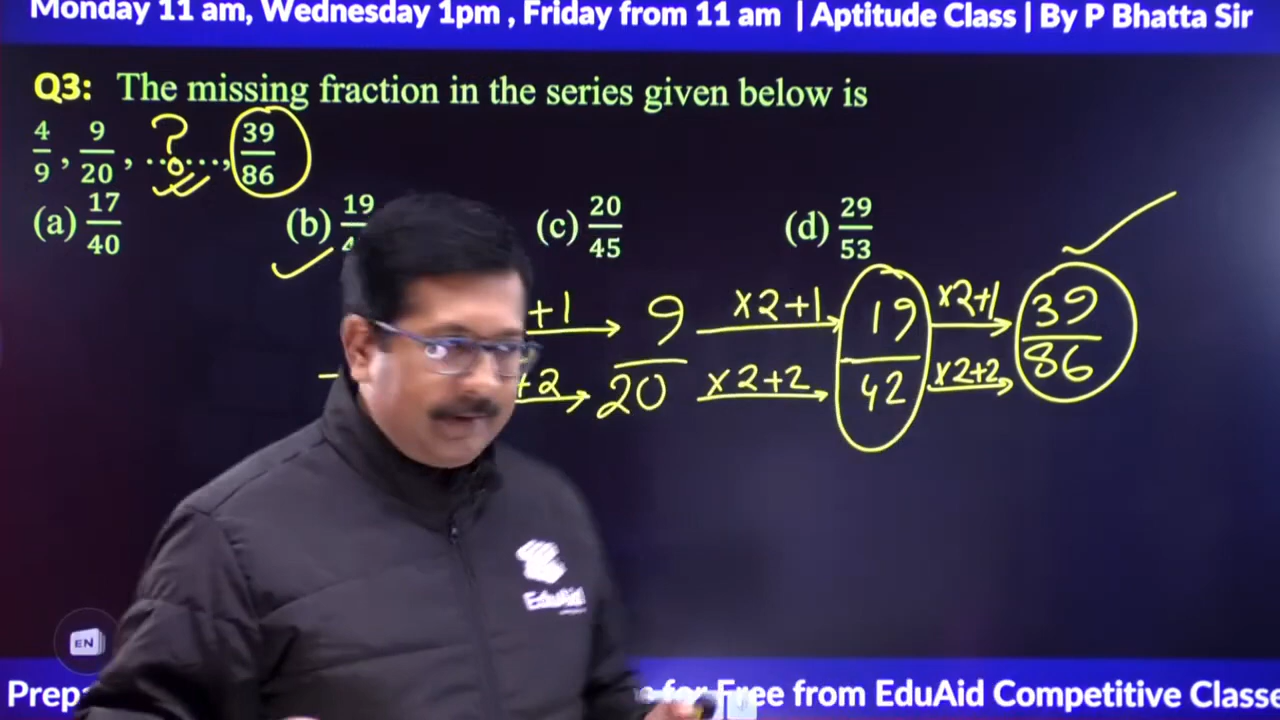 Monday 11 am, Wednesday 1pm , Friday from 11 am | Aptitude Class | By P Bhatta Sir
Q3: The missing fraction in the series given below is
4/9, 9/20, ......, 39/86
?
(a) 17/40 (b) 19/4 (c) 20/45 (d) 29/53
+1 9 ×2+1 19 ×2+1 39
+2 20 ×2+2 42 ×2+2 86
EduAid
EN
for Free from EduAid Competitive